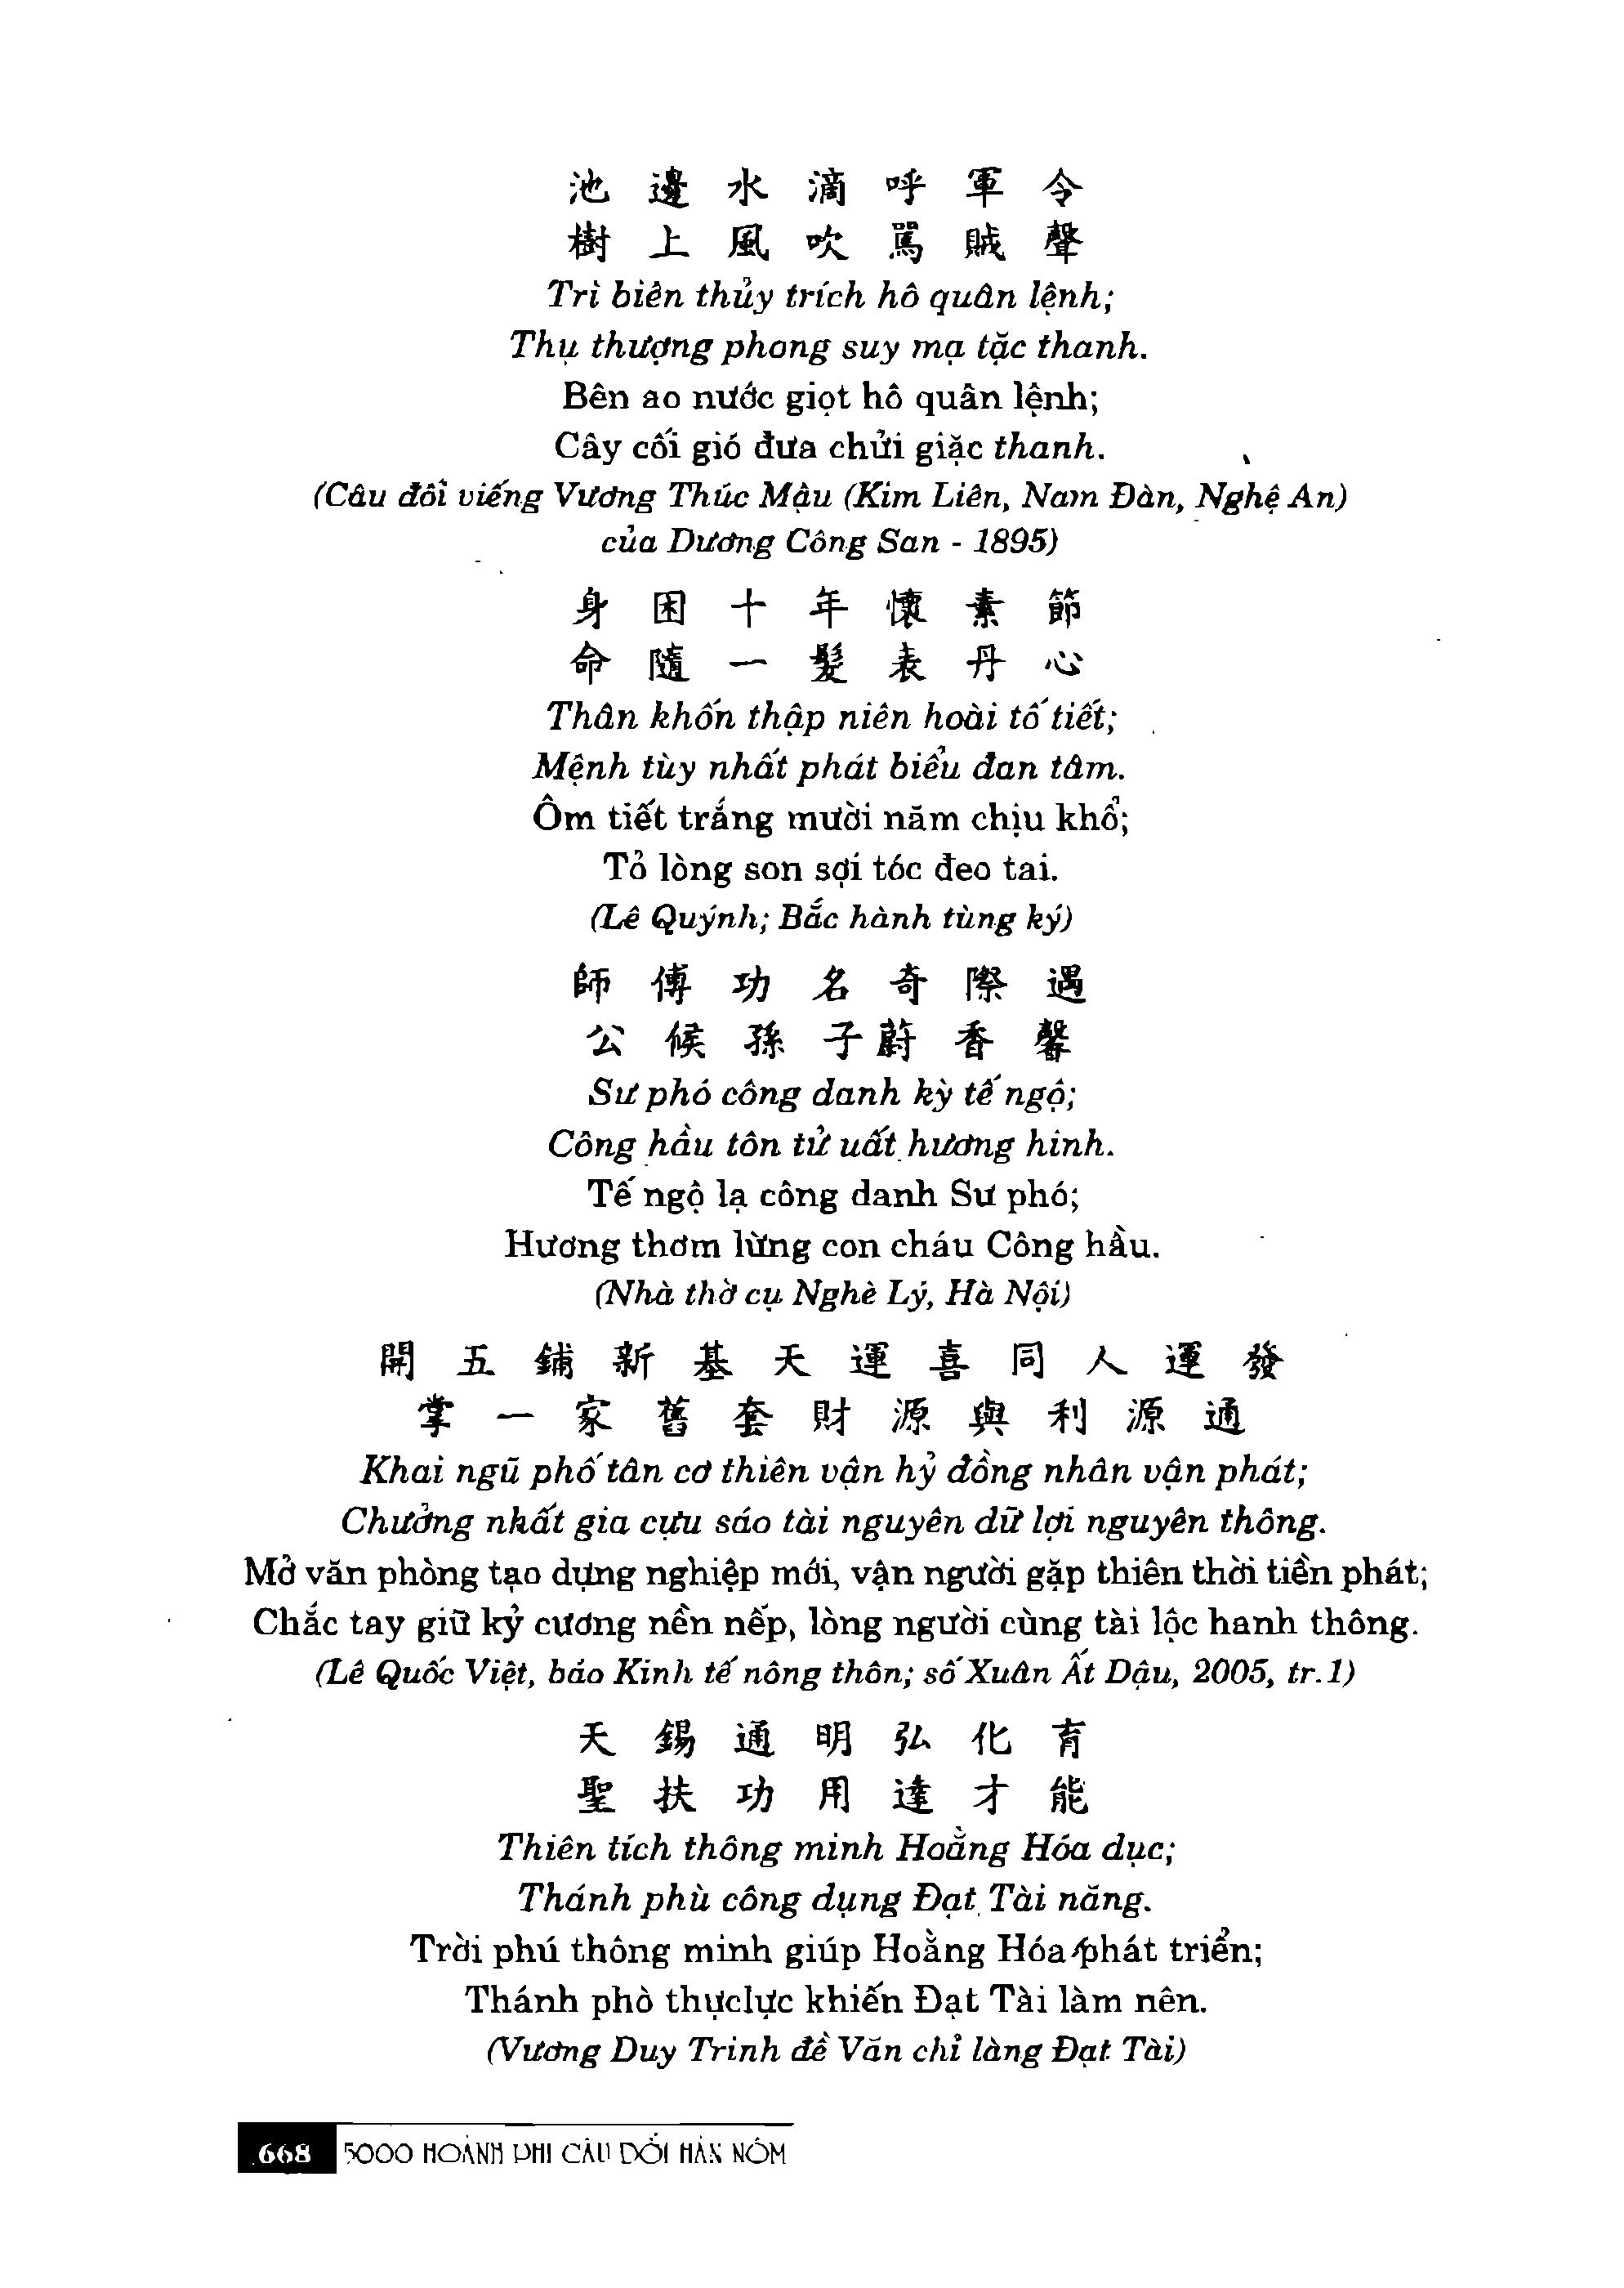 池邊水滴呼軍令
樹上風吹罵賊聲
Trì biên thủy trích hô quân lệnh;
Thụ thượng phong suy mạ tặc thanh.
Bên ao nước giọt hô quân lệnh;
Cây cối gió đưa chửi giặc thanh.
(Câu đối viếng Vương Thúc Mậu (Kim Liên, Nam Đàn, Nghệ An)
của Dương Công San - 1895)
身困十年懷素節
命隨一髮表丹心
Thân khốn thập niên hoài tố tiết;
Mệnh tùy nhất phát biểu đan tâm.
Ôm tiết trắng mười năm chịu khổ;
Tỏ lòng son sợi tóc đeo tai.
(Lê Quýnh; Bắc hành tùng ký)
師傅功名奇際遇
公候孫子蔚香馨
Sư phó công danh kỳ tế ngộ;
Công hầu tôn tử uất hương hinh.
Tế ngộ lạ công danh Sư phó;
Hương thơm lừng con cháu Công hầu.
(Nhà thờ cụ Nghè Lý, Hà Nội)
開五鋪新基天運喜同人運發
掌一家舊套財源與利源通
Khai ngũ phố tân cơ thiên vận hỷ đồng nhân vận phát;
Chưởng nhất gia cựu sáo tài nguyên dữ lợi nguyên thông.
Mở văn phòng tạo dựng nghiệp mới, vận người gặp thiên thời tiền phát;
Chắc tay giữ kỷ cương nền nếp, lòng người cùng tài lộc hanh thông.
(Lê Quốc Việt, báo Kinh tế nông thôn; số Xuân Ất Dậu, 2005, tr.1)
天錫通明弘化育
聖扶功用達才能
Thiên tích thông minh Hoằng Hóa dục;
Thánh phù công dụng Đạt Tài năng.
Trời phú thông minh giúp Hoằng Hóa phát triển;
Thánh phò thựclực khiến Đạt Tài làm nên.
(Vương Duy Trinh đề Văn chỉ làng Đạt Tài)
668 5000 HOÀNH PHI CÂU ĐỐI HÁN NÔM